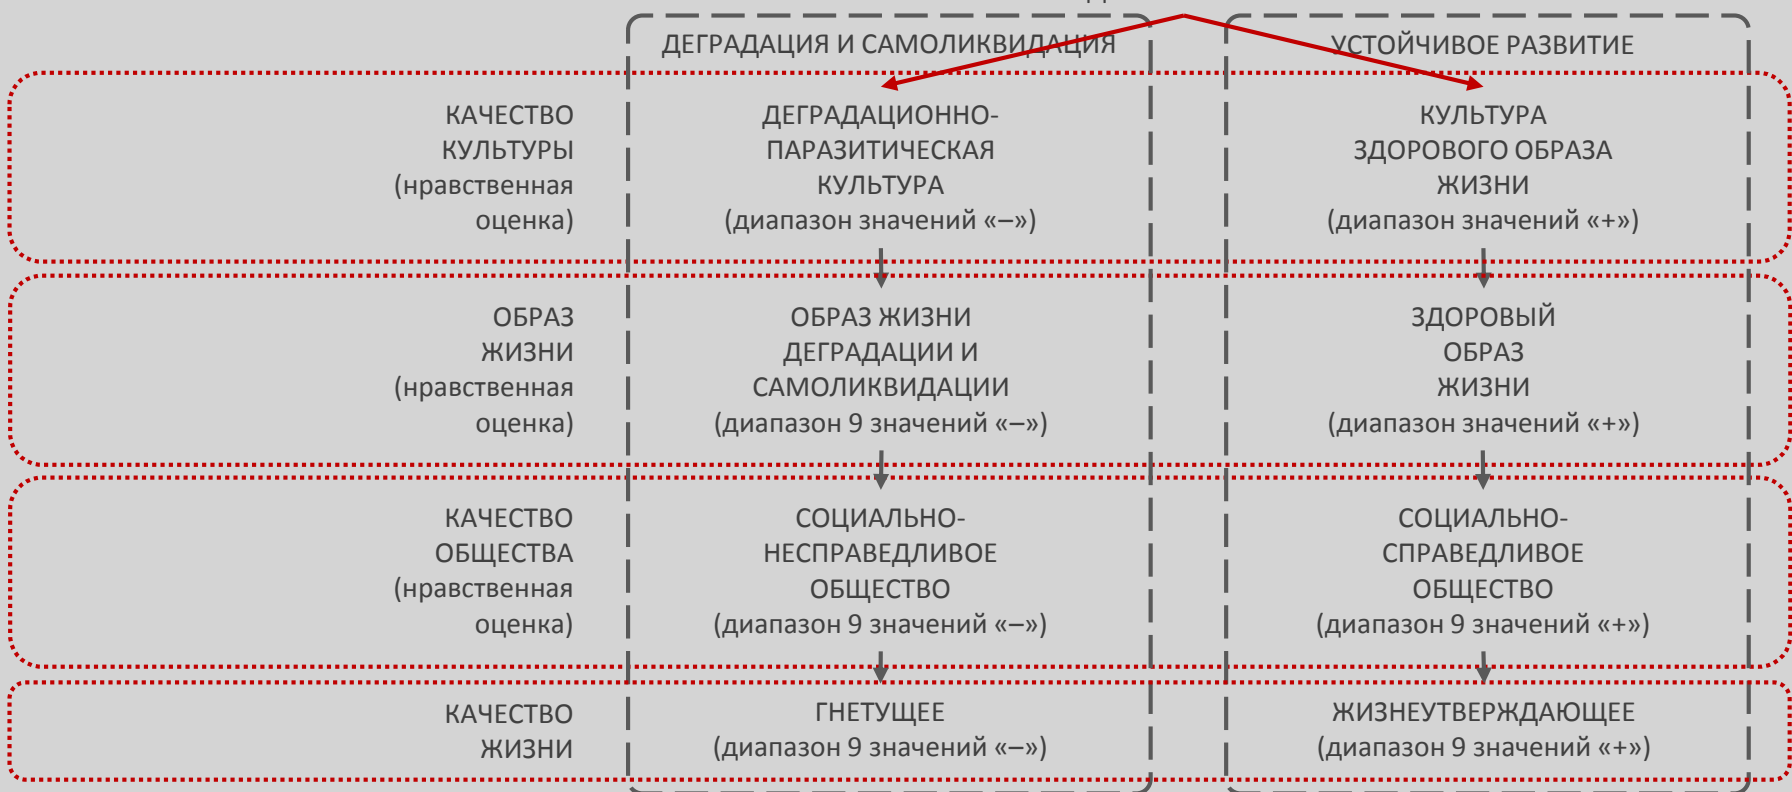 ДЕГРАДАЦИЯ И САМОЛИКВИДАЦИЯ
УСТОЙЧИВОЕ РАЗВИТИЕ
КАЧЕСТВО
КУЛЬТУРЫ
(нравственная
оценка)
ДЕГРАДАЦИОННО-
ПАРАЗИТИЧЕСКАЯ
КУЛЬТУРА
(диапазон значений «–»)
КУЛЬТУРА
ЗДОРОВОГО ОБРАЗА
ЖИЗНИ
(диапазон значений «+»)
ОБРАЗ
ЖИЗНИ
(нравственная
оценка)
ОБРАЗ ЖИЗНИ
ДЕГРАДАЦИИ И
САМОЛИКВИДАЦИИ
(диапазон 9 значений «–»)
ЗДОРОВЫЙ
ОБРАЗ
ЖИЗНИ
(диапазон значений «+»)
КАЧЕСТВО
ОБЩЕСТВА
(нравственная
оценка)
СОЦИАЛЬНО-
НЕСПРАВЕДЛИВОЕ
ОБЩЕСТВО
(диапазон 9 значений «–»)
СОЦИАЛЬНО-
СПРАВЕДЛИВОЕ
ОБЩЕСТВО
(диапазон 9 значений «+»)
КАЧЕСТВО
ЖИЗНИ
ГНЕТУЩЕЕ
(диапазон 9 значений «–»)
ЖИЗНЕУТВЕРЖДАЮЩЕЕ
(диапазон 9 значений «+»)